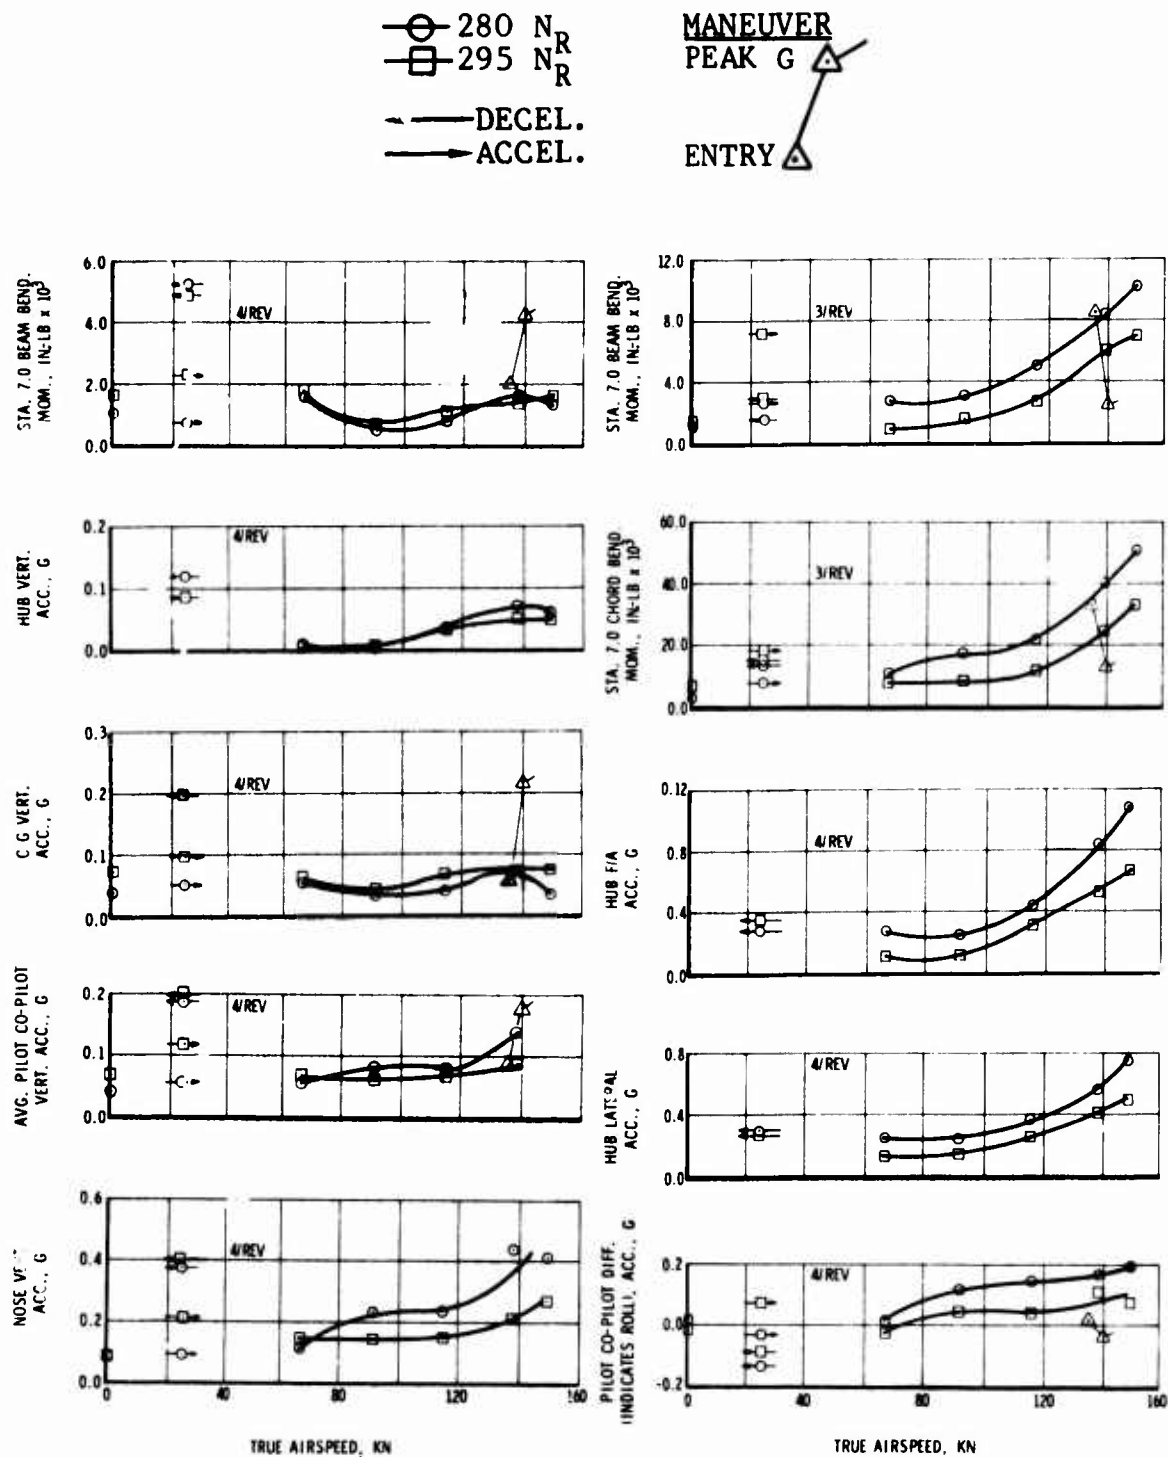 280 NR
295 NR
DECEL.
ACCEL.
MANEUVER
PEAK G
ENTRY
STA. 7.0 BEAM BEND.
MOM., IN-LB x 10³
6.0
4.0
2.0
0.0
4/REV
HUB VERT.
ACC., G
0.2
0.1
0.0
4/REV
C G VERT.
ACC., G
0.3
0.2
0.1
0.0
4/REV
AVG. PILOT CO-PILOT
VERT. ACC., G
0.2
0.1
0.0
4/REV
NOSE
ACC., G
0.6
0.4
0.2
0.0
4/REV
0 40 80 120 160
TRUE AIRSPEED, KN
STA. 7.0 BEAM BEND.
MOM., IN-LB x 10³
12.0
8.0
4.0
0.0
3/REV
STA. 7.0 CHORD BEND.
MOM., IN-LB x 10³
60.0
40.0
20.0
0.0
3/REV
HUB F/A
ACC., G
0.12
0.8
0.4
0.0
4/REV
HUB
ACC., G
0.8
0.4
0.0
4/REV
PILOT CO-PILOT DIFF.
(INDICATES ROLL), ACC., G
0.2
0.0
-0.2
4/REV
0 40 80 120 160
TRUE AIRSPEED, KN